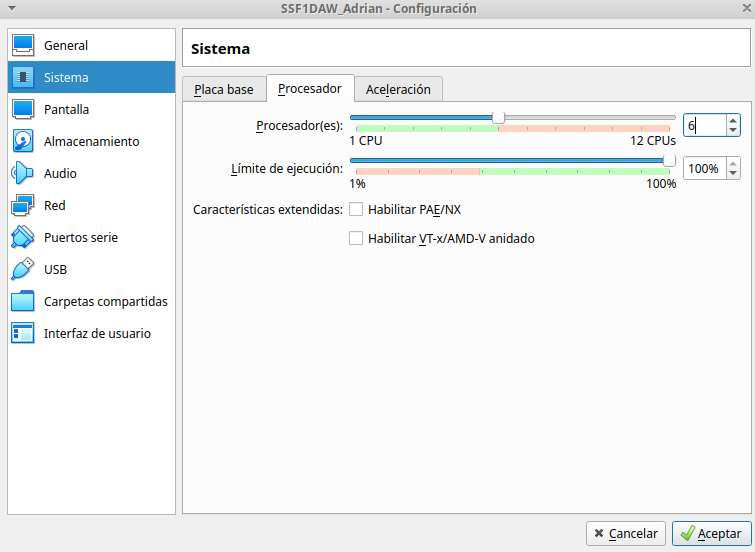 SSF1DAW_Adrian - Configuración
General
Sistema
Pantalla
Almacenamiento
Audio
Red
Puertos serie
USB
Carpetas compartidas
Interfaz de usuario
Sistema
Placa base Procesador Aceleración
Procesador(es): 6
1 CPU 12 CPUs
Límite de ejecución: 100%
1% 100%
Características extendidas: Habilitar PAE/NX
Habilitar VT-x/AMD-V anidado
Cancelar Aceptar